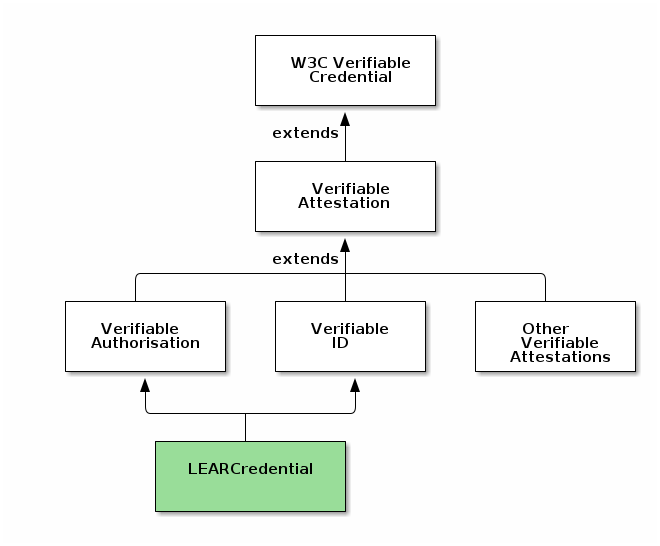 W3C Verifiable
Credential
extends
Verifiable
Attestation
extends
Verifiable
Authorisation
Verifiable
ID
Other
Verifiable
Attestations
LEARCredential